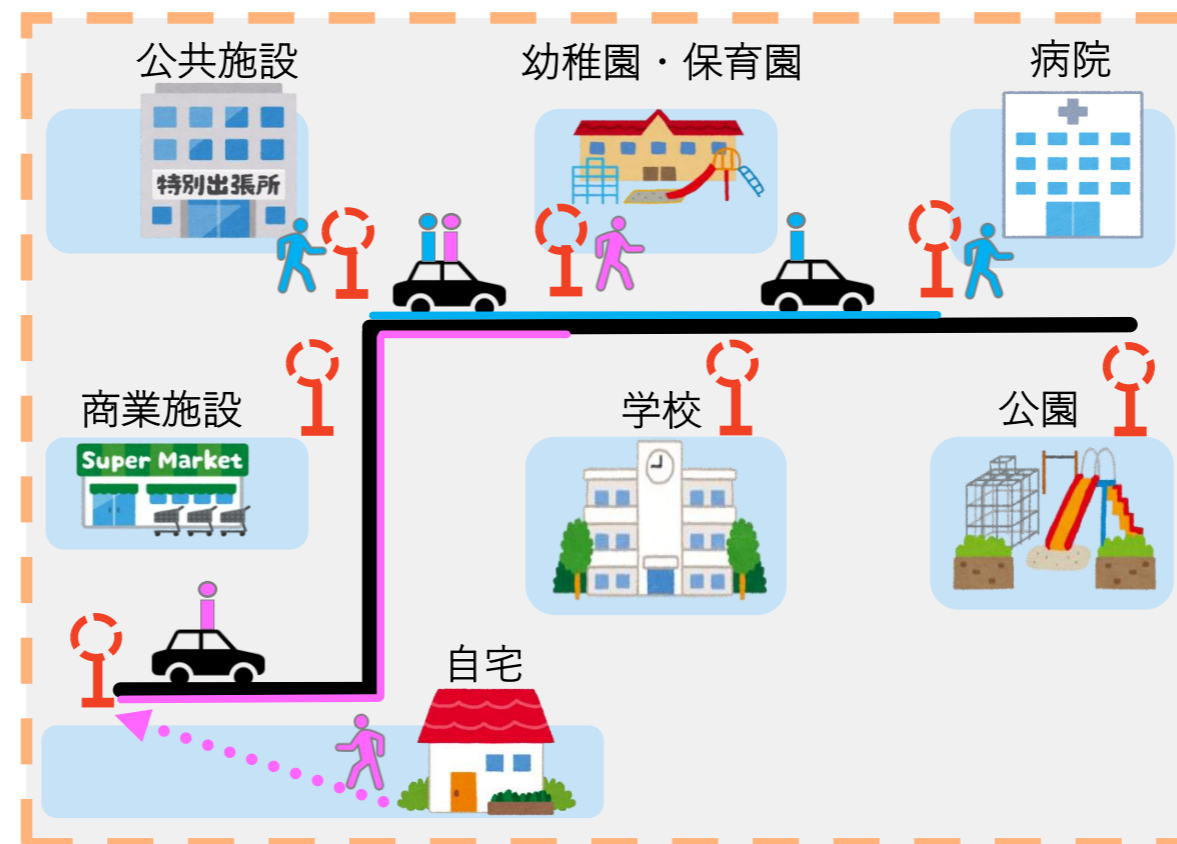 公共施設
幼稚園・保育園
病院
特別出張所
商業施設
学校
公園
Super Market
自宅